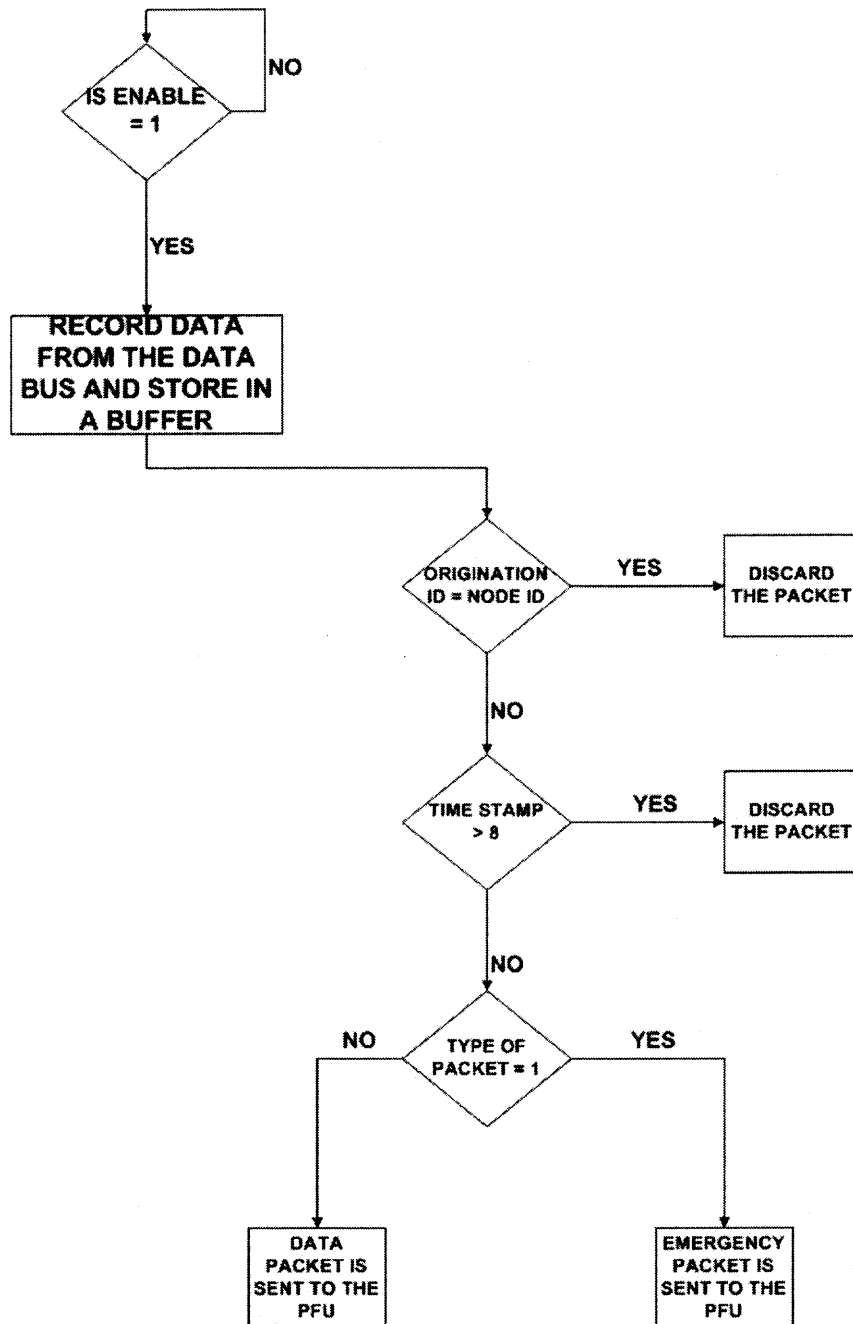 NO
IS ENABLE
= 1
YES
RECORD DATA
FROM THE DATA
BUS AND STORE IN
A BUFFER
ORIGINATION
ID = NODE ID
YES
DISCARD
THE PACKET
NO
TIME STAMP
> 8
YES
DISCARD
THE PACKET
NO
NO
TYPE OF
PACKET = 1
YES
DATA
PACKET IS
SENT TO THE
PFU
EMERGENCY
PACKET IS
SENT TO THE
PFU